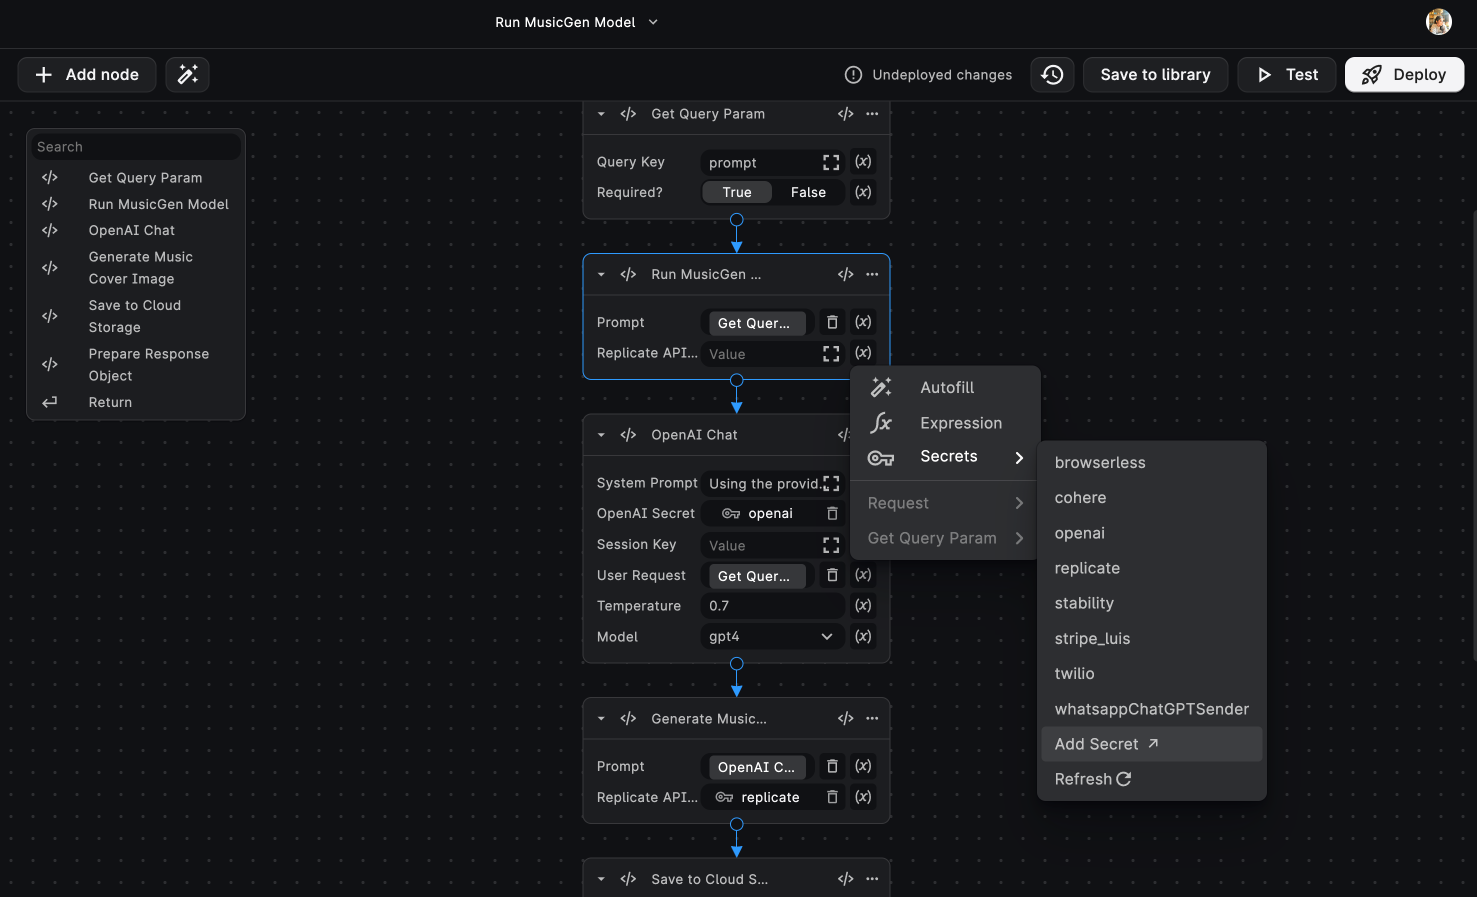 Run MusicGen Model
Add node
Undeployed changes
Save to library
Test
Deploy
Search
Get Query Param
Run MusicGen Model
OpenAI Chat
Generate Music
Cover Image
Save to Cloud
Storage
Prepare Response
Object
Return
Get Query Param
Query Key
prompt
(x)
Required?
True
False
(x)
Run MusicGen ...
Prompt
Get Quer...
(x)
Replicate API...
Value
(x)
OpenAI Chat
System Prompt
Using the provid.
OpenAI Secret
openai
Session Key
Value
User Request
Get Quer...
(x)
Temperature
0.7
(x)
Model
gpt4
(x)
Generate Music...
Prompt
OpenAI C...
(x)
Replicate API...
replicate
(x)
Save to Cloud S...
Autofill
Expression
Secrets
Request
Get Query Param
browserless
cohere
openai
replicate
stability
stripe_luis
twilio
whatsappChatGPTSender
Add Secret
Refresh